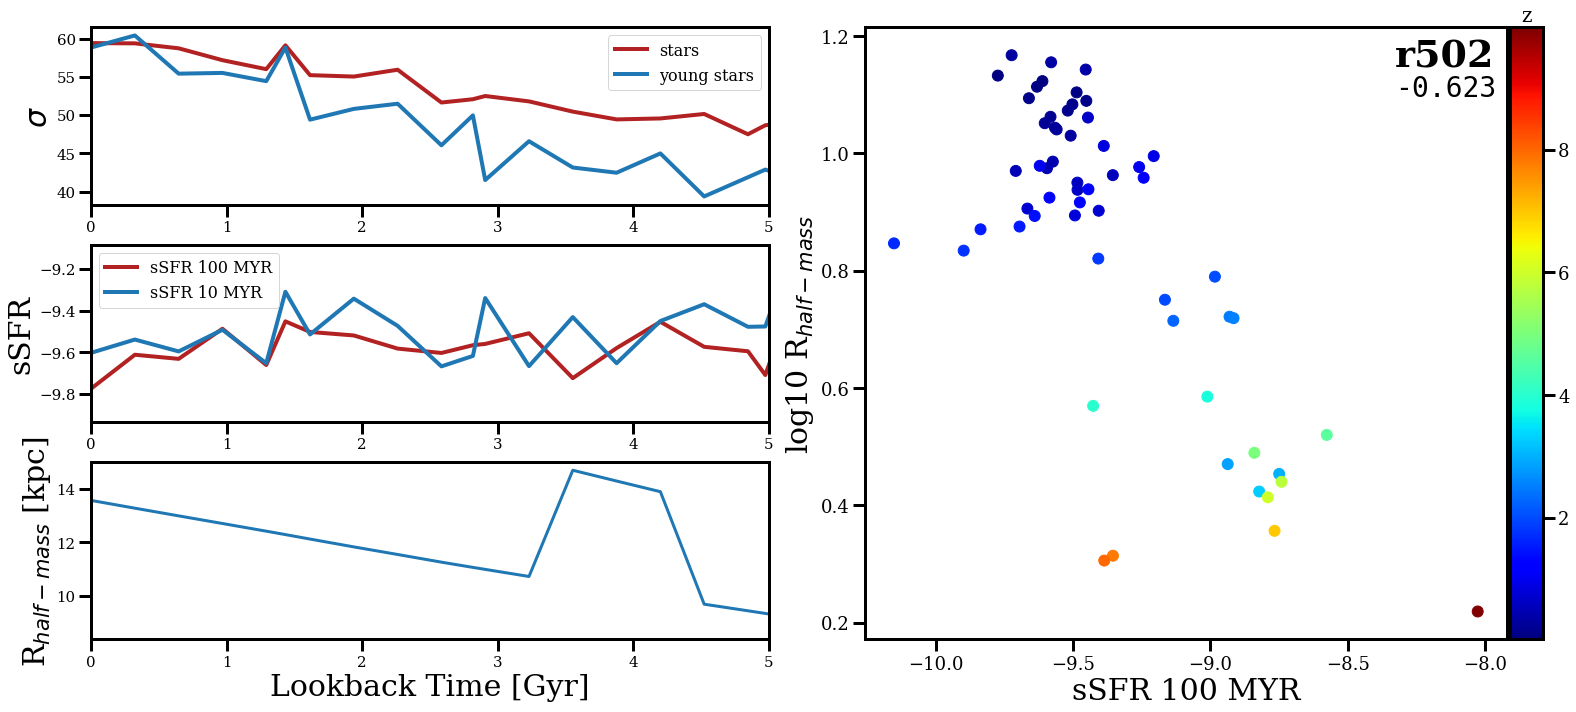 60
55
50
45
40
σ
stars
young stars
0 1 2 3 4 5
−9.2
−9.4
−9.6
−9.8
sSFR
sSFR 100 MYR
sSFR 10 MYR
0 1 2 3 4 5
14
12
10
R_half−mass [kpc]
0 1 2 3 4 5
Lookback Time [Gyr]
1.2
1.0
0.8
0.6
0.4
0.2
log10 R_half−mass
r502
-0.623
−10.0 −9.5 −9.0 −8.5 −8.0
sSFR 100 MYR
z
8
6
4
2